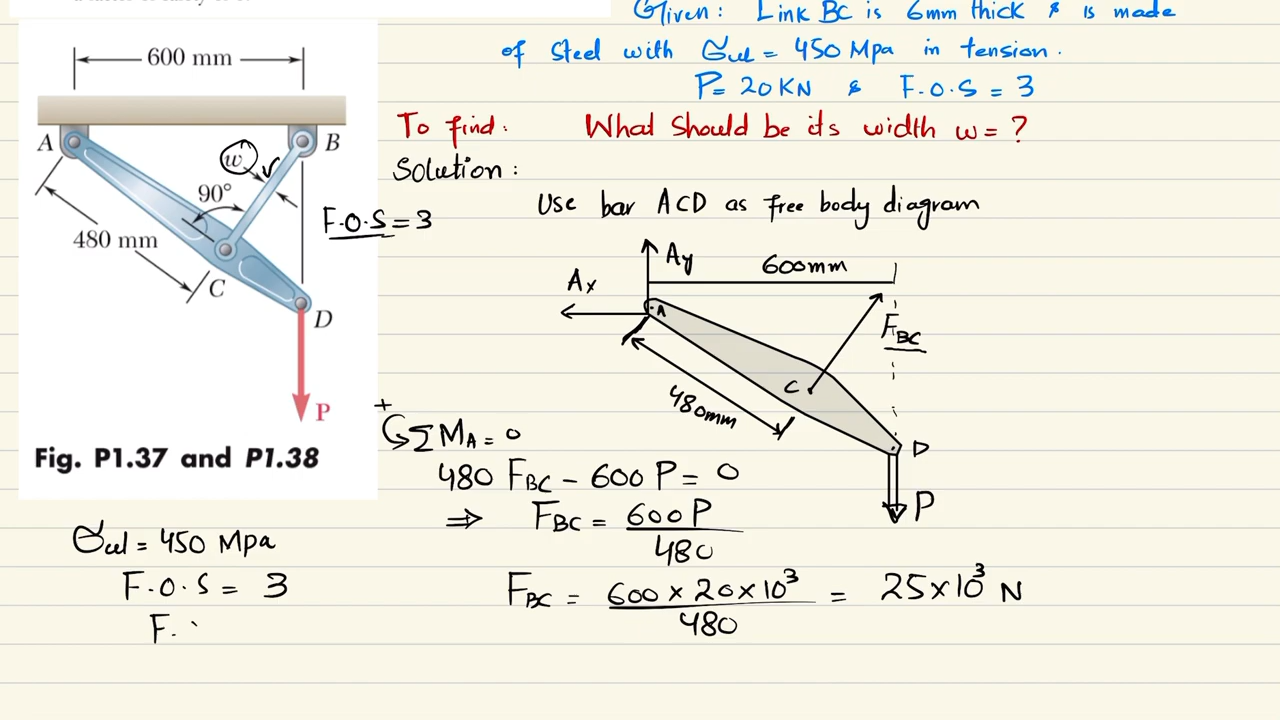 Given: Link BC is 6mm thick & is made
of steel with σul = 450 Mpa in tension.
P= 20KN & F.O.S = 3
To find: What should be its width w = ?
Solution:
Use bar ACD as free body diagram
600 mm
A
B
w
90°
480 mm
C
D
P
F.O.S = 3
Fig. P1.37 and P1.38
Ay
Ax
600mm
A
FBC
C
480mm
D
P
+
ΣMA = 0
480 FBC - 600 P = 0
⇒ FBC = 600 P / 480
FBC = 600 × 20 × 10³ / 480 = 25 × 10³ N
σul = 450 Mpa
F.O.S = 3
F.